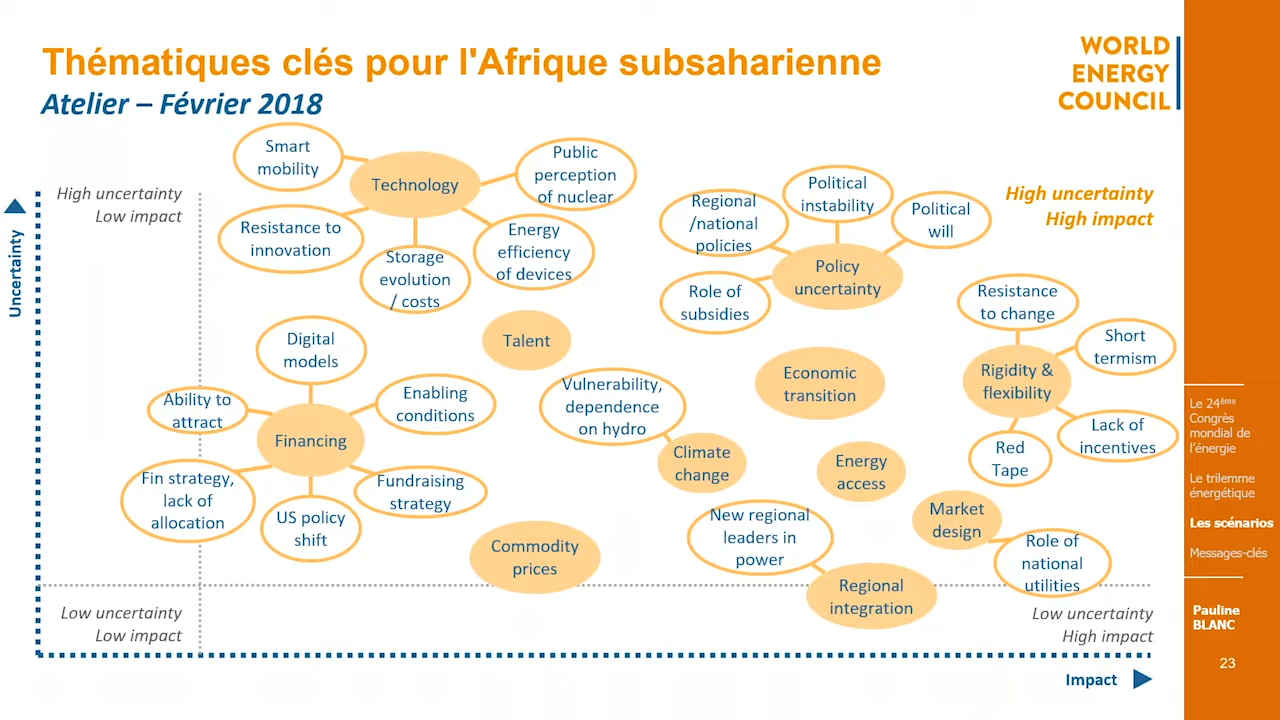 Thématiques clés pour l'Afrique subsaharienne
Atelier – Février 2018
WORLD
ENERGY
COUNCIL
High uncertainty
Low impact
High uncertainty
High impact
Uncertainty
Smart
mobility
Technology
Public
perception
of nuclear
Resistance to
innovation
Storage
evolution
/ costs
Energy
efficiency
of devices
Regional
/national
policies
Political
instability
Political
will
Policy
uncertainty
Role of
subsidies
Resistance
to change
Short
termism
Rigidity &
flexibility
Lack of
incentives
Red
Tape
Digital
models
Talent
Economic
transition
Ability to
attract
Enabling
conditions
Financing
Fin strategy,
lack of
allocation
US policy
shift
Fundraising
strategy
Vulnerability,
dependence
on hydro
Climate
change
Energy
access
Market
design
Role of
national
utilities
New regional
leaders in
power
Regional
integration
Commodity
prices
Low uncertainty
Low impact
Low uncertainty
High impact
Impact
Le 24ème
Congrès
mondial de
l'énergie
Le trilemme
énergétique
Les scénarios
Messages-clés
Pauline
BLANC
23